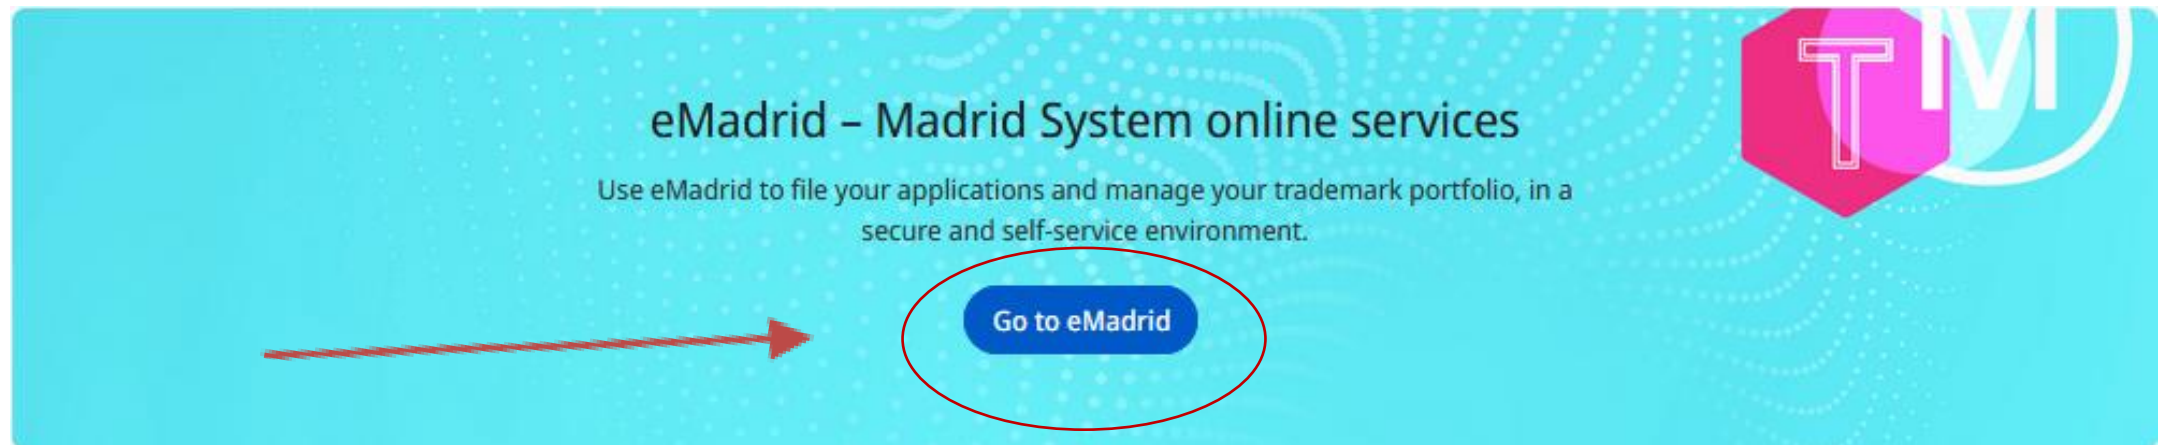 TM
eMadrid – Madrid System online services
Use eMadrid to file your applications and manage your trademark portfolio, in a
secure and self-service environment.
Go to eMadrid